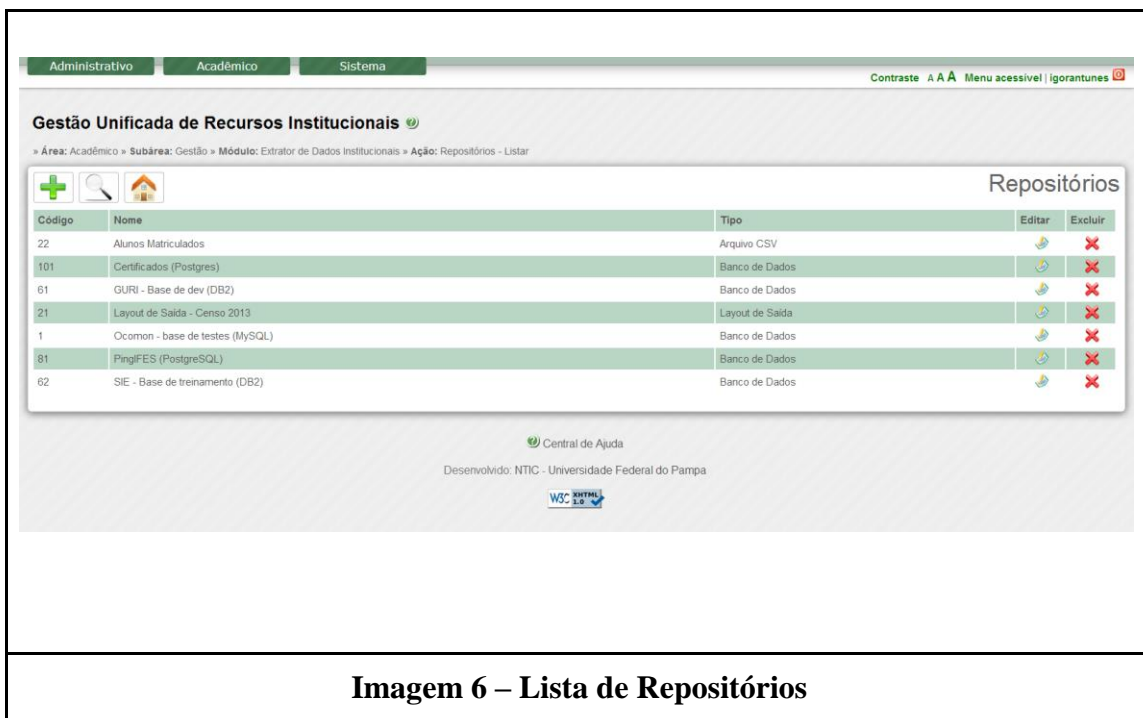 Administrativo Acadêmico Sistema
Contraste A A A Menu acessível | igorantunes
Gestão Unificada de Recursos Institucionais
» Área: Acadêmico » Subárea: Gestão » Módulo: Extrator de Dados Institucionais » Ação: Repositórios - Listar
Repositórios
Código Nome Tipo Editar Excluir
22 Alunos Matriculados Arquivo CSV
101 Certificados (Postgres) Banco de Dados
61 GURI - Base de dev (DB2) Banco de Dados
21 Layout de Saída - Censo 2013 Layout de Saída
1 Ocomon - base de testes (MySQL) Banco de Dados
81 PingIFES (PostgreSQL) Banco de Dados
62 SIE - Base de treinamento (DB2) Banco de Dados
Central de Ajuda
Desenvolvido: NTIC - Universidade Federal do Pampa
W3C XHTML 1.0
Imagem 6 – Lista de Repositórios